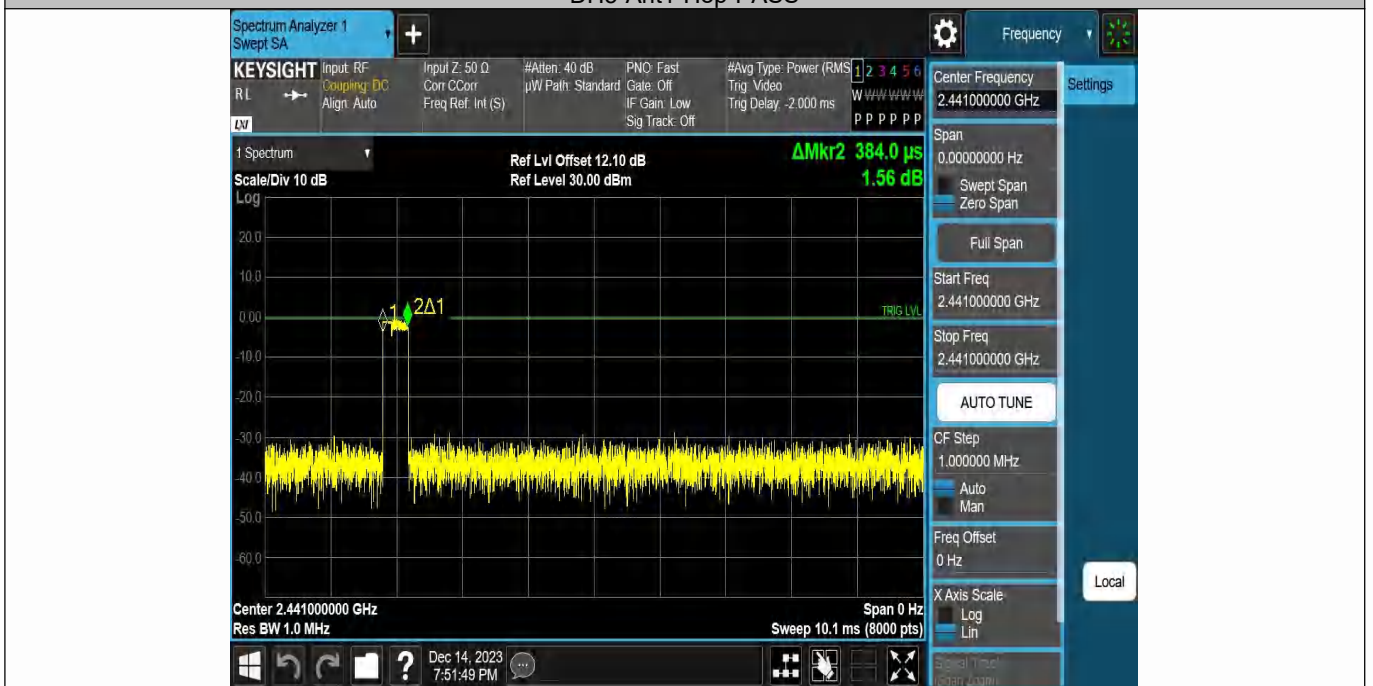 Spectrum Analyzer 1
Swept SA
+
Frequency
KEYSIGHT
RL
LXI
Input: RF
Coupling: DC
Align: Auto
Input Z: 50 Ω
Corr CCorr
Freq Ref: Int (S)
#Atten: 40 dB
µW Path: Standard
PNO: Fast
Gate: Off
IF Gain: Low
Sig Track: Off
#Avg Type: Power (RMS
Trig: Video
Trig Delay: -2.000 ms
1 2 3 4 5 6
W W W W W W
P P P P P P
Center Frequency
2.441000000 GHz
Settings
1 Spectrum
Scale/Div 10 dB
Log
Ref Lvl Offset 12.10 dB
Ref Level 30.00 dBm
ΔMkr2 384.0 µs
1.56 dB
Span
0.00000000 Hz
Swept Span
Zero Span
Full Span
Start Freq
2.441000000 GHz
Stop Freq
2.441000000 GHz
AUTO TUNE
CF Step
1.000000 MHz
Auto
Man
Freq Offset
0 Hz
X Axis Scale
Log
Lin
Local
20.0
10.0
0.00
-10.0
-20.0
-30.0
-40.0
-50.0
-60.0
1
2Δ1
TRIG LVL
Center 2.441000000 GHz
Res BW 1.0 MHz
Span 0 Hz
Sweep 10.1 ms (8000 pts)
?
Dec 14, 2023
7:51:49 PM